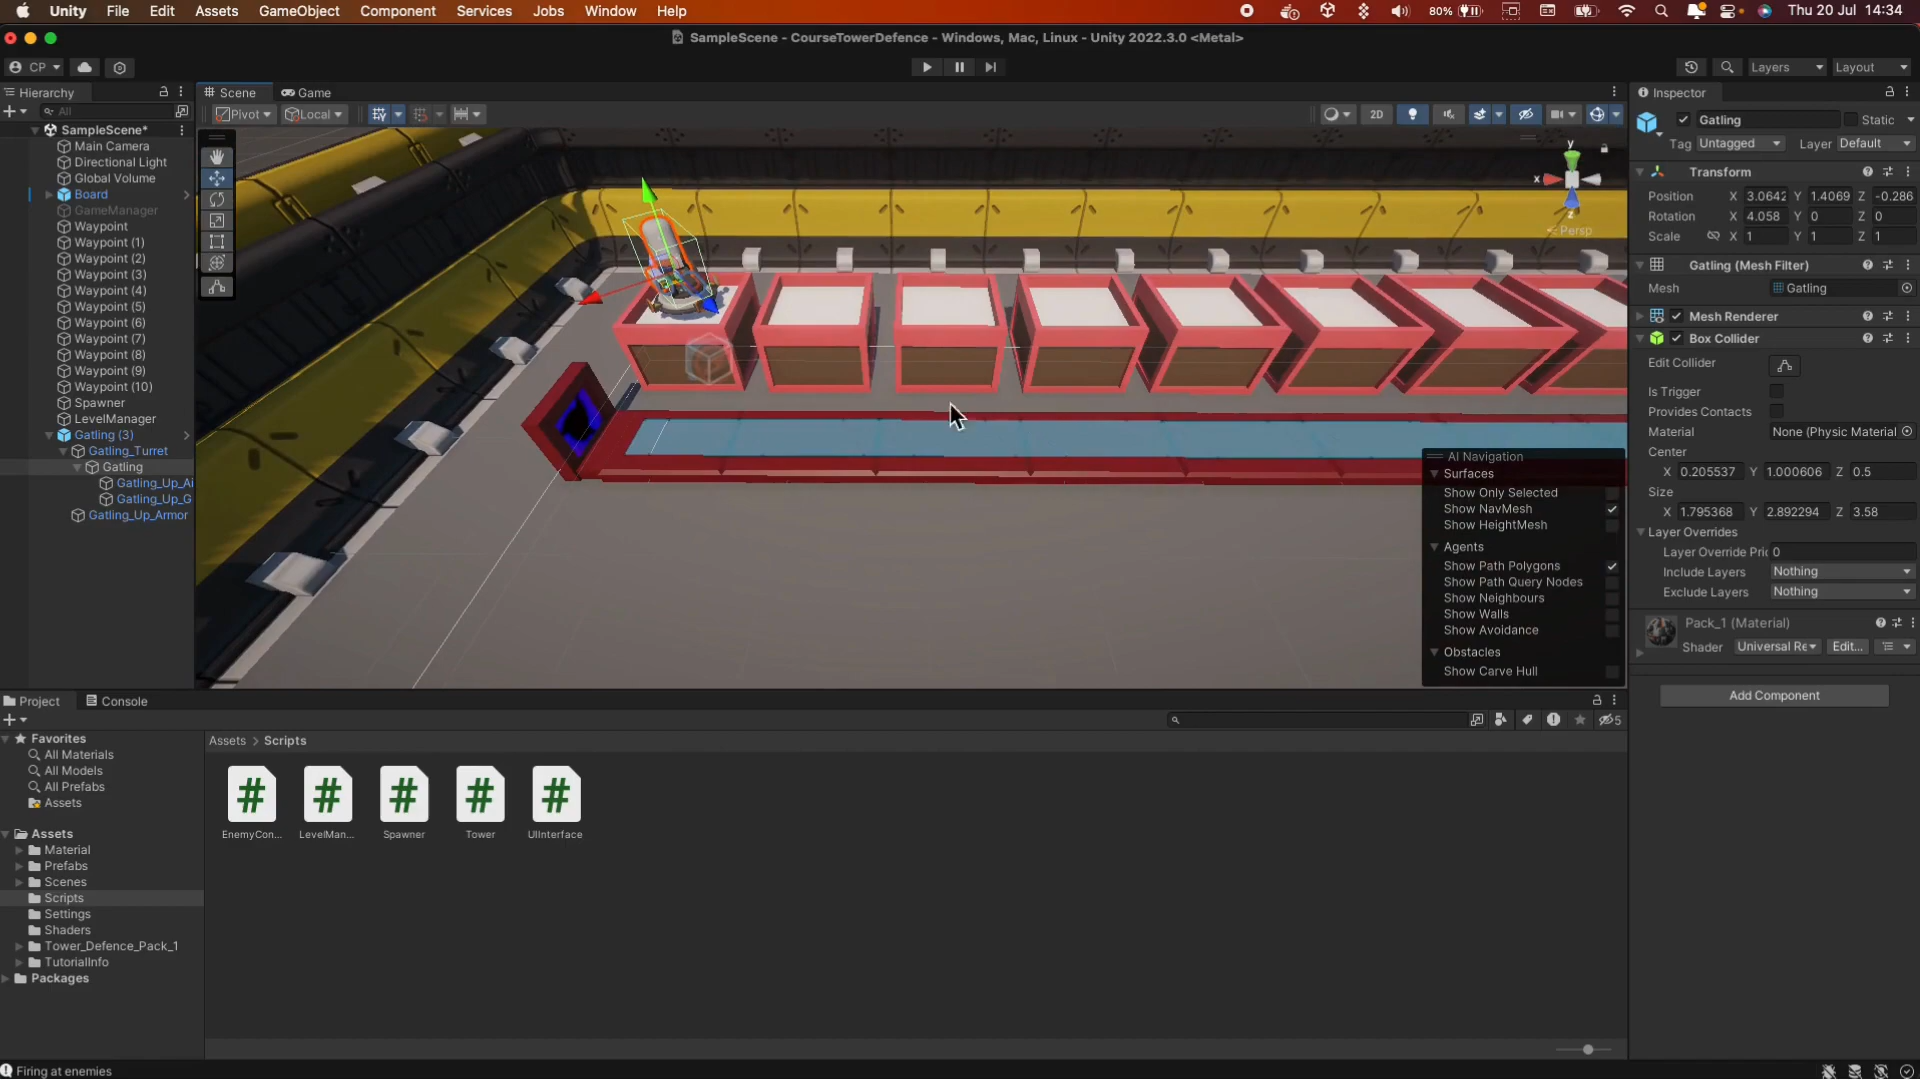 Unity File Edit Assets GameObject Component Services Jobs Window Help 80% Thu 20 Jul 14:34
SampleScene - CourseTowerDefence - Windows, Mac, Linux - Unity 2022.3.0 <Metal>
CP Layers Layout
Hierarchy
All
SampleScene*
Main Camera
Directional Light
Global Volume
Board
GameManager
Waypoint
Waypoint (1)
Waypoint (2)
Waypoint (3)
Waypoint (4)
Waypoint (5)
Waypoint (6)
Waypoint (7)
Waypoint (8)
Waypoint (9)
Waypoint (10)
Spawner
LevelManager
Gatling (3)
Gatling_Turret
Gatling
Gatling_Up_Ai
Gatling_Up_G
Gatling_Up_Armor
Scene Game
Pivot Local 2D
y
x
z
Persp
AI Navigation
Surfaces
Show Only Selected
Show NavMesh
Show HeightMesh
Agents
Show Path Polygons
Show Path Query Nodes
Show Neighbours
Show Walls
Show Avoidance
Obstacles
Show Carve Hull
Inspector
Gatling Static
Tag Untagged Layer Default
Transform
Position X 3.0642 Y 1.4069 Z -0.286
Rotation X 4.058 Y 0 Z 0
Scale X 1 Y 1 Z 1
Gatling (Mesh Filter)
Mesh Gatling
Mesh Renderer
Box Collider
Edit Collider
Is Trigger
Provides Contacts
Material None (Physic Material
Center
X 0.205537 Y 1.000606 Z 0.5
Size
X 1.795368 Y 2.892294 Z 3.58
Layer Overrides
Layer Override Pric 0
Include Layers Nothing
Exclude Layers Nothing
Pack_1 (Material)
Shader Universal Re Edit...
Add Component
Project Console
5
Favorites
All Materials
All Models
All Prefabs
Assets
Assets
Material
Prefabs
Scenes
Scripts
Settings
Shaders
Tower_Defence_Pack_1
TutorialInfo
Packages
Assets > Scripts
# # # # #
EnemyCon... LevelMan... Spawner Tower UIInterface
Firing at enemies